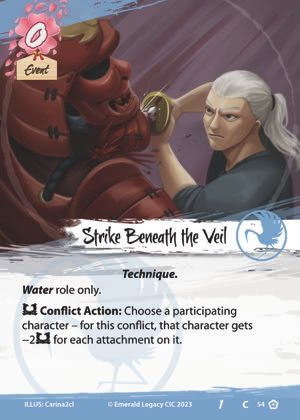 0
Event
Strike Beneath the Veil
Technique.
Water role only.
Conflict Action: Choose a participating
character – for this conflict, that character gets
–2 for each attachment on it.
ILLUS: Carina2cl © Emerald Legacy CIC 2023 1 C 54